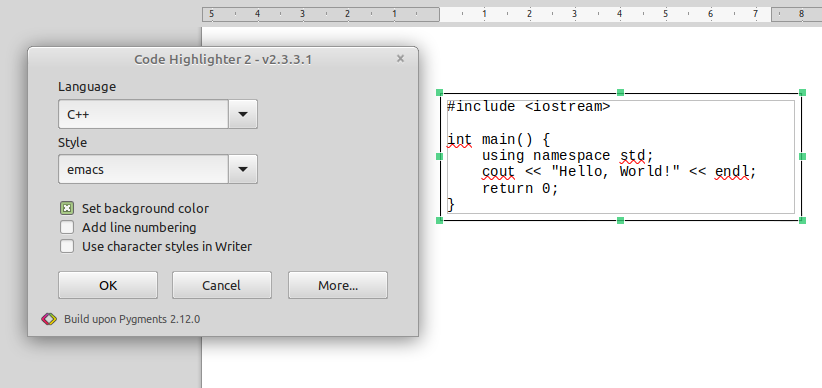 5 4 3 2 1 1 2 3 4 5 6 7 8
Code Highlighter 2 - v2.3.3.1
x
Language
C++
Style
emacs
Set background color
Add line numbering
Use character styles in Writer
OK Cancel More...
Build upon Pygments 2.12.0
#include <iostream>
int main() {
    using namespace std;
    cout << "Hello, World!" << endl;
    return 0;
}